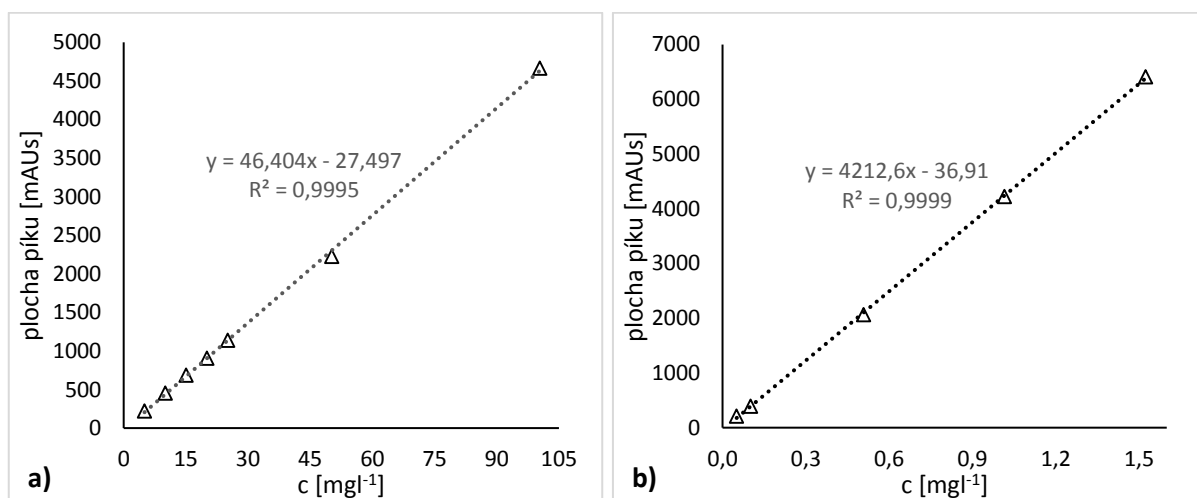 5000
4500
4000
3500
3000
2500
2000
1500
1000
500
0
plocha píku [mAUs]
y = 46,404x - 27,497
R² = 0,9995
0 15 30 45 60 75 90 105
a)
c [mgl⁻¹]
7000
6000
5000
4000
3000
2000
1000
0
plocha píku [mAUs]
y = 4212,6x - 36,91
R² = 0,9999
0,0 0,3 0,6 0,9 1,2 1,5
b)
c [mgl⁻¹]